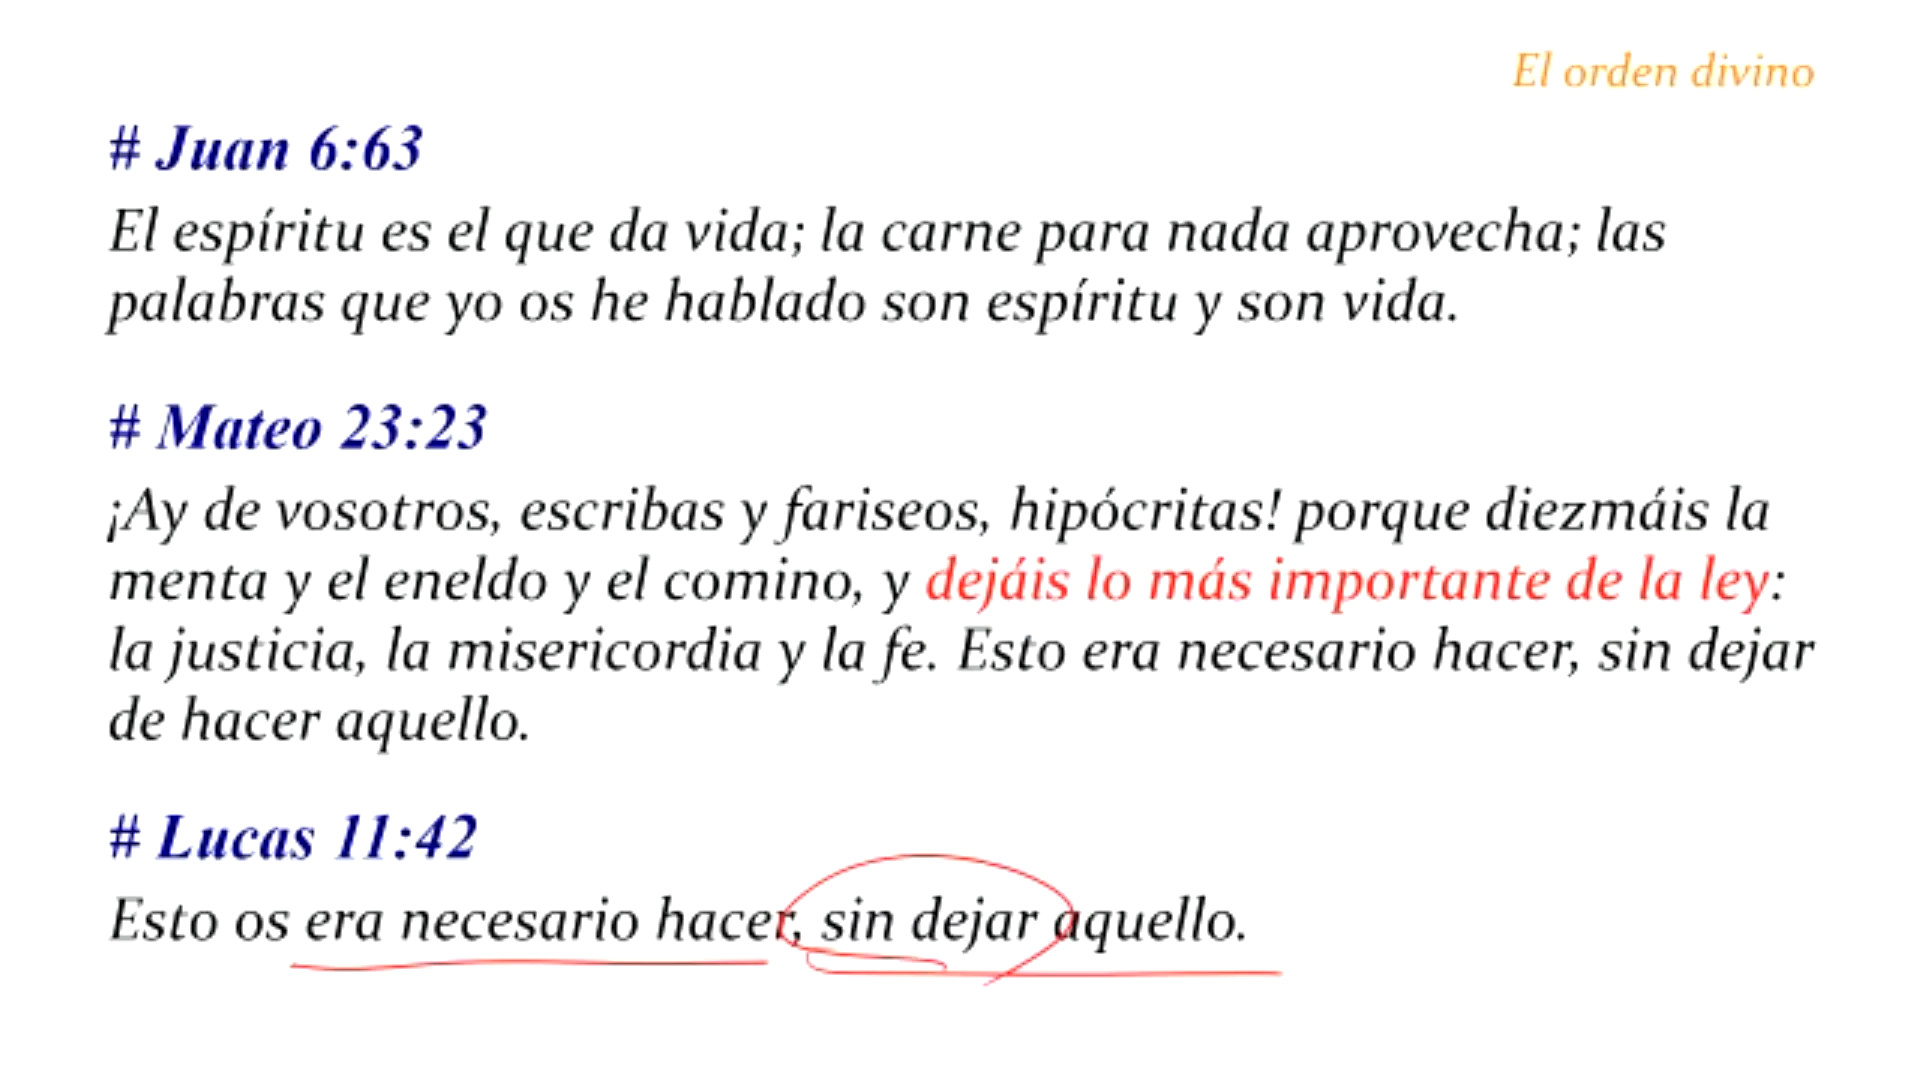 El orden divino
# Juan 6:63
El espíritu es el que da vida; la carne para nada aprovecha; las
palabras que yo os he hablado son espíritu y son vida.
# Mateo 23:23
¡Ay de vosotros, escribas y fariseos, hipócritas! porque diezmáis la
menta y el eneldo y el comino, y dejáis lo más importante de la ley:
la justicia, la misericordia y la fe. Esto era necesario hacer, sin dejar
de hacer aquello.
# Lucas 11:42
Esto os era necesario hacer, sin dejar aquello.